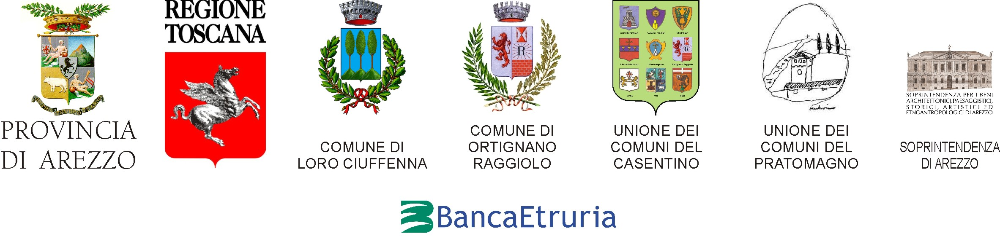 PROVINCIA
DI AREZZO
REGIONE
TOSCANA
COMUNE DI
LORO CIUFFENNA
R
COMUNE DI
ORTIGNANO
RAGGIOLO
R
UNIONE DEI
COMUNI DEL
CASENTINO
UNIONE DEI
COMUNI DEL
PRATOMAGNO
SOPRINTENDENZA PER I BENI
ARCHITETTONICI, PAESAGGISTICI,
STORICI, ARTISTICI ED
ETNOANTROPOLOGICI DI AREZZO
SOPRINTENDENZA
DI AREZZO
BancaEtruria